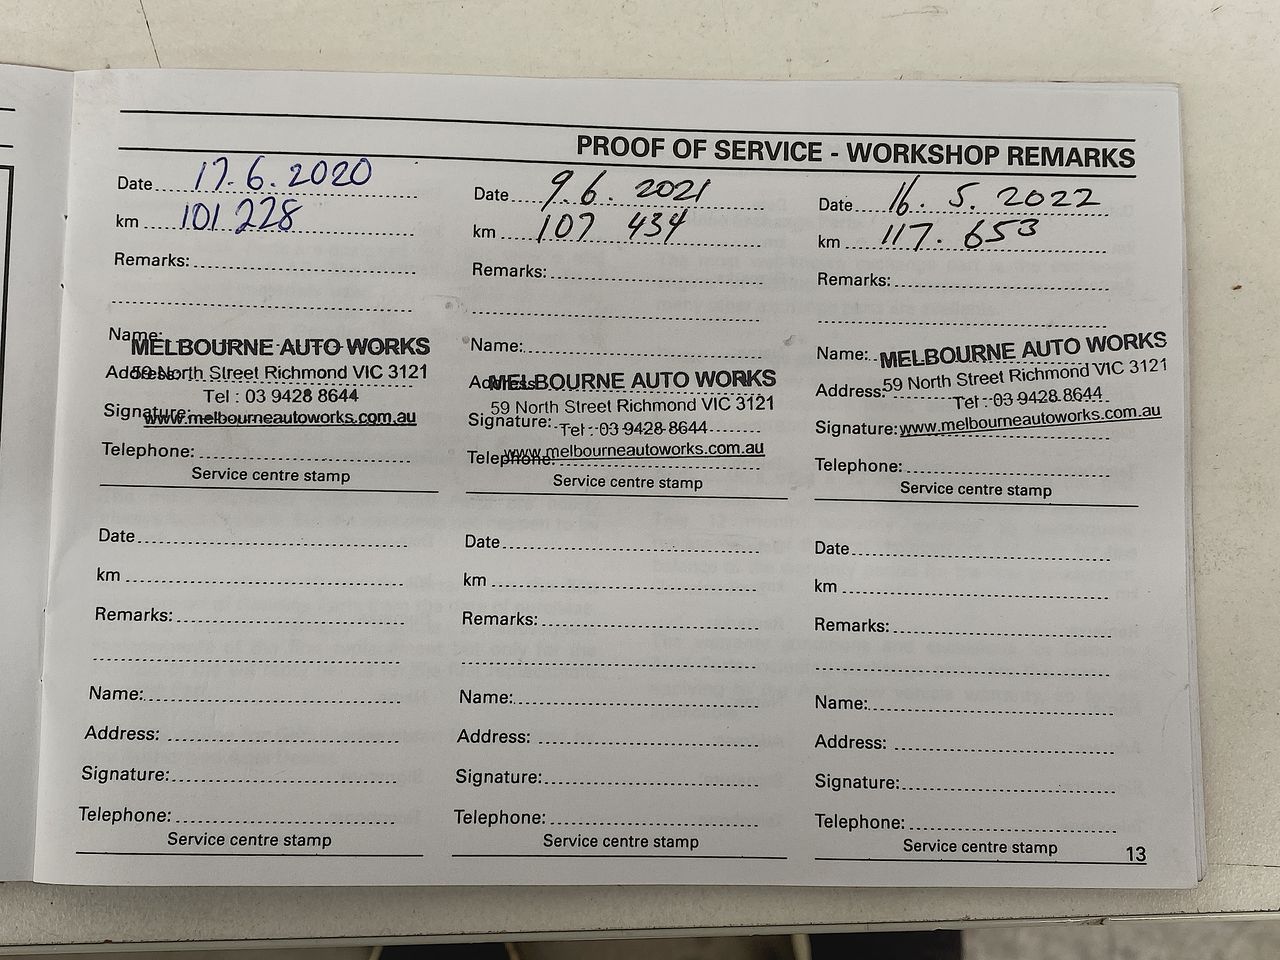 PROOF OF SERVICE - WORKSHOP REMARKS
Date 17.6.2020
km 101 228
Remarks:
Name:
MELBOURNE AUTO WORKS
Address:
59 North Street Richmond VIC 3121
Tel : 03 9428 8644
Signature:
www.melbourneautoworks.com.au
Telephone:
Service centre stamp
Date 9.6. 2021
km 107 434
Remarks:
Name:
Address:
MELBOURNE AUTO WORKS
59 North Street Richmond VIC 3121
Signature:
Tel : 03 9428 8644
Telephone:
www.melbourneautoworks.com.au
Service centre stamp
Date 16. 5. 2022
km 117. 653
Remarks:
Name:
MELBOURNE AUTO WORKS
Address:
59 North Street Richmond VIC 3121
Tel : 03 9428 8644
Signature:
www.melbourneautoworks.com.au
Telephone:
Service centre stamp
Date
km
Remarks:
Name:
Address:
Signature:
Telephone:
Service centre stamp
Date
km
Remarks:
Name:
Address:
Signature:
Telephone:
Service centre stamp
Date
km
Remarks:
Name:
Address:
Signature:
Telephone:
Service centre stamp
13